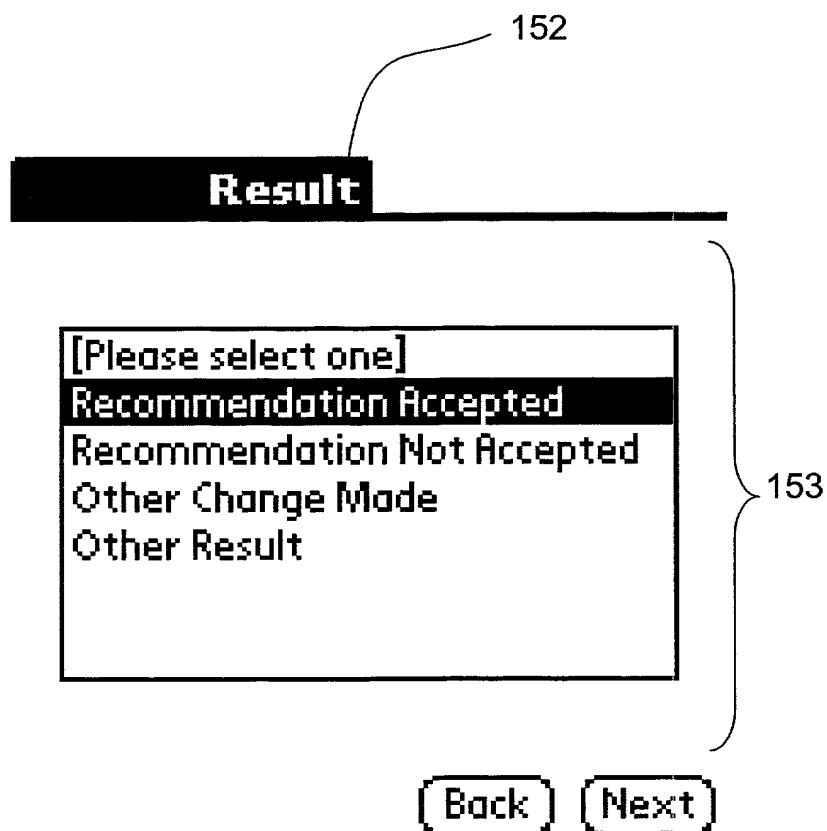 152
Result
[Please select one]
Recommendation Accepted
Recommendation Not Accepted
Other Change Made
Other Result
153
Back Next